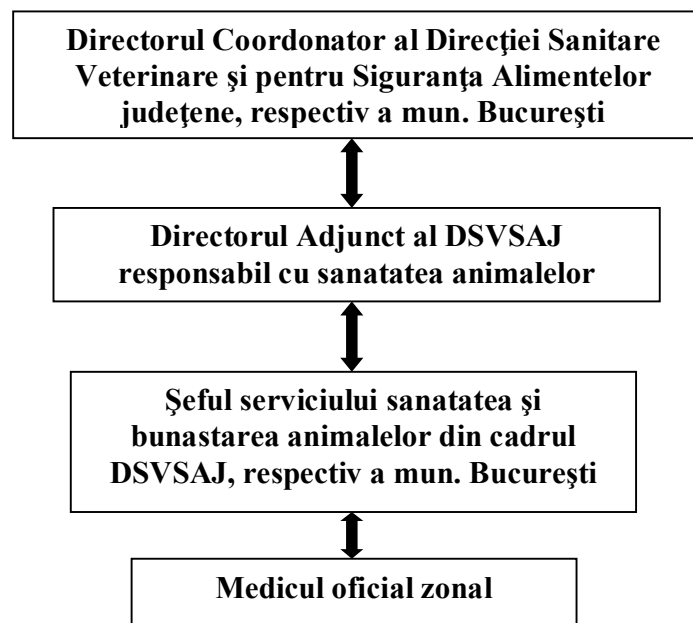 Directorul Coordonator al Direcţiei Sanitare
Veterinare şi pentru Siguranţa Alimentelor
judeţene, respectiv a mun. Bucureşti
Directorul Adjunct al DSVSAJ
responsabil cu sanatatea animalelor
Şeful serviciului sanatatea şi
bunastarea animalelor din cadrul
DSVSAJ, respectiv a mun. Bucureşti
Medicul oficial zonal